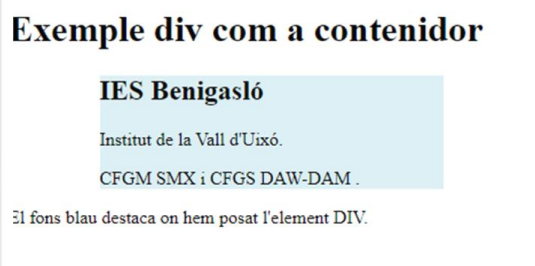 Exemple div com a contenidor
IES Benigasló
Institut de la Vall d'Uixó.
CFGM SMX i CFGS DAW-DAM .
El fons blau destaca on hem posat l'element DIV.